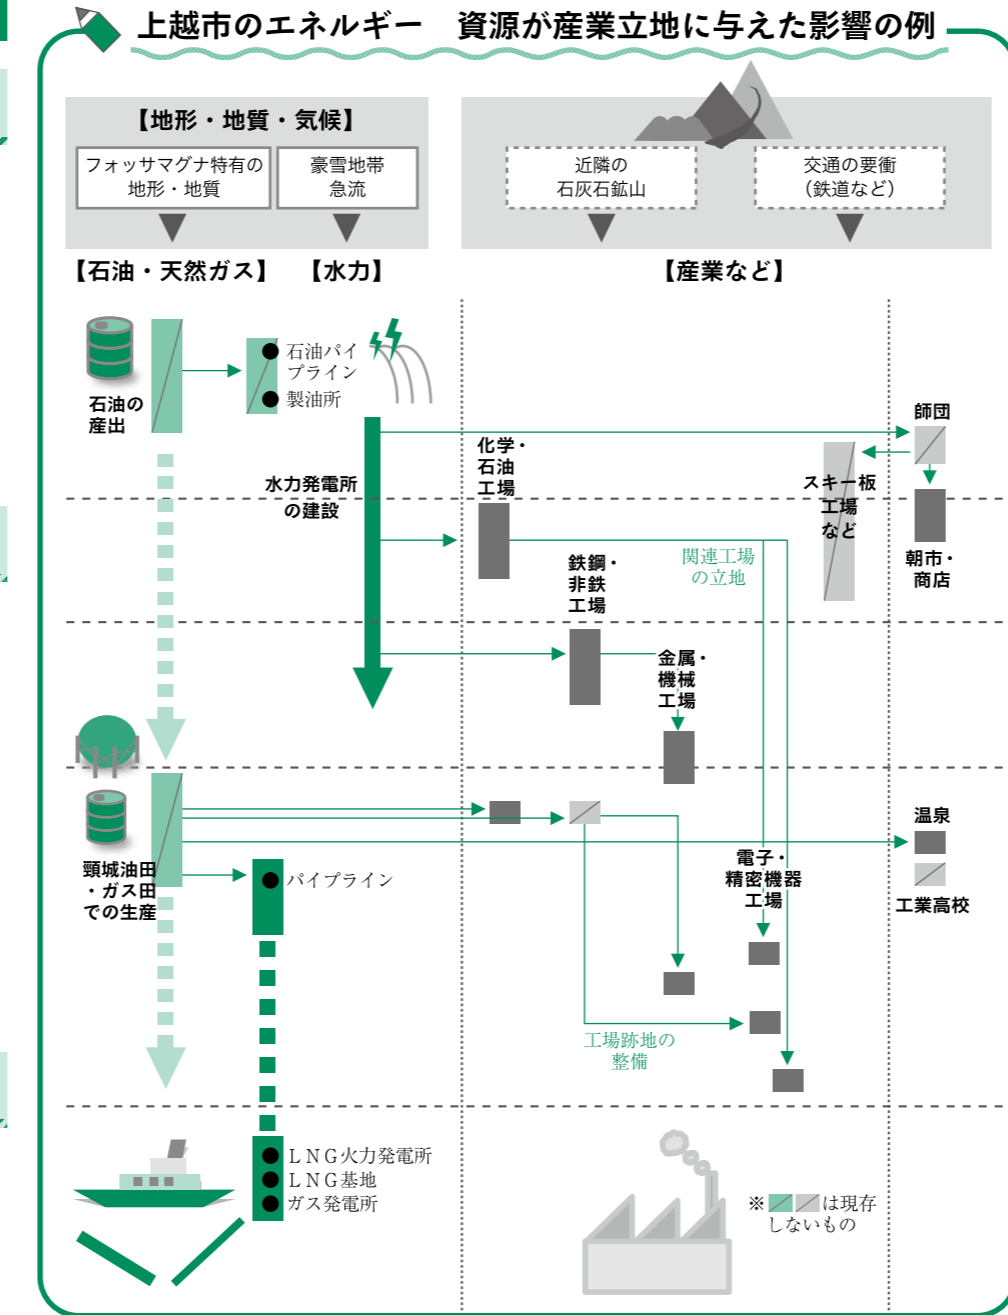 上越市のエネルギー　資源が産業立地に与えた影響の例
【地形・地質・気候】
フォッサマグナ特有の
地形・地質
豪雪地帯
急流
近隣の
石灰石鉱山
交通の要衝
（鉄道など）
【石油・天然ガス】
【水力】
【産業など】
石油の
産出
石油パイ
プライン
製油所
水力発電所
の建設
化学・
石油
工場
師団
スキー板
工場
など
朝市・
商店
関連工場
の立地
鉄鋼・
非鉄
工場
金属・
機械
工場
頸城油田
・ガス田
での生産
パイプライン
電子・
精密機器
工場
温泉
工業高校
工場跡地の
整備
ＬＮＧ火力発電所
ＬＮＧ基地
ガス発電所
※
は現存
しないもの